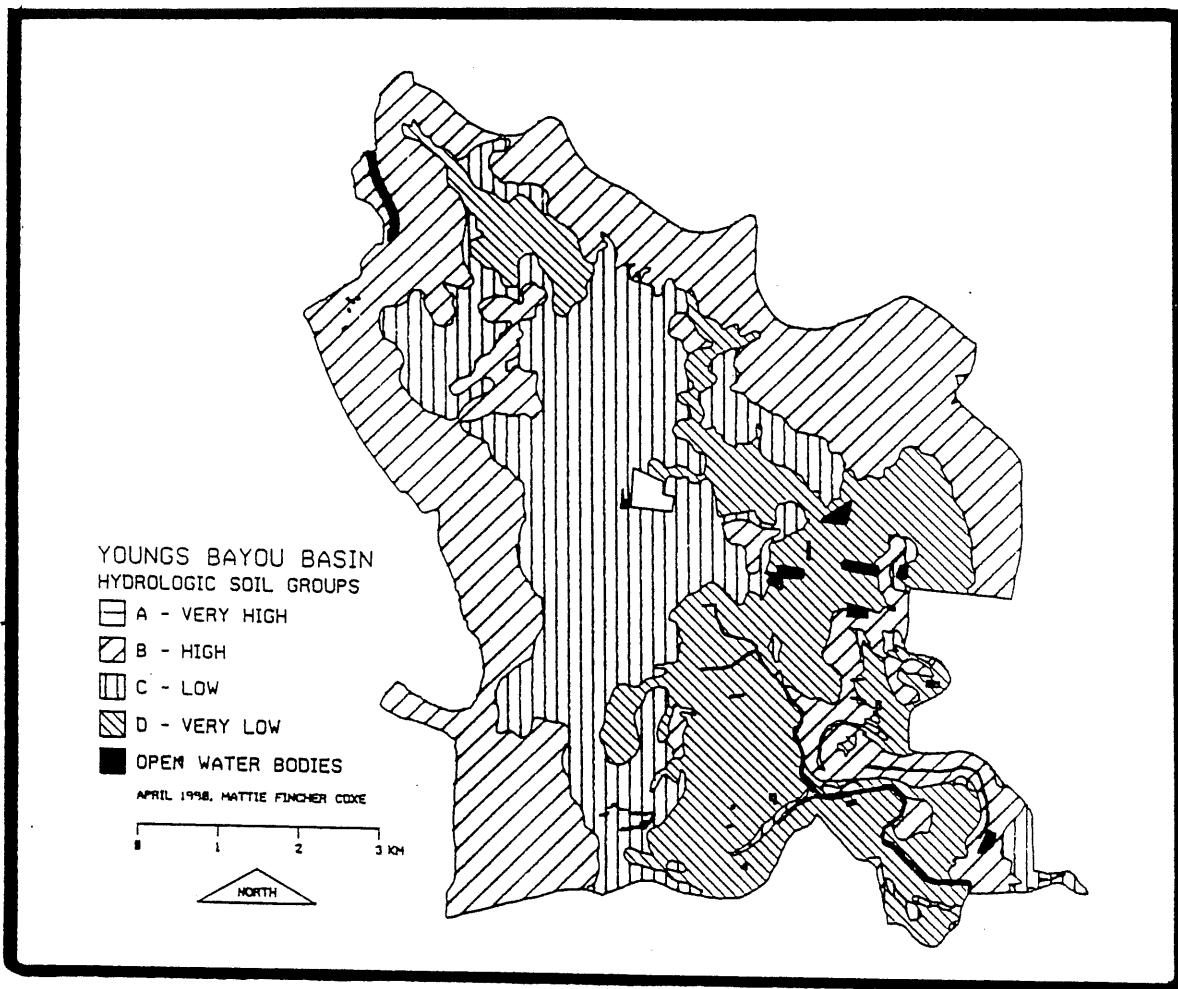 YOUNGS BAYOU BASIN
HYDROLOGIC SOIL GROUPS
A - VERY HIGH
B - HIGH
C - LOW
D - VERY LOW
OPEN WATER BODIES
APRIL 1998, MATTIE FINCHER COXE
0 1 2 3 KM
NORTH